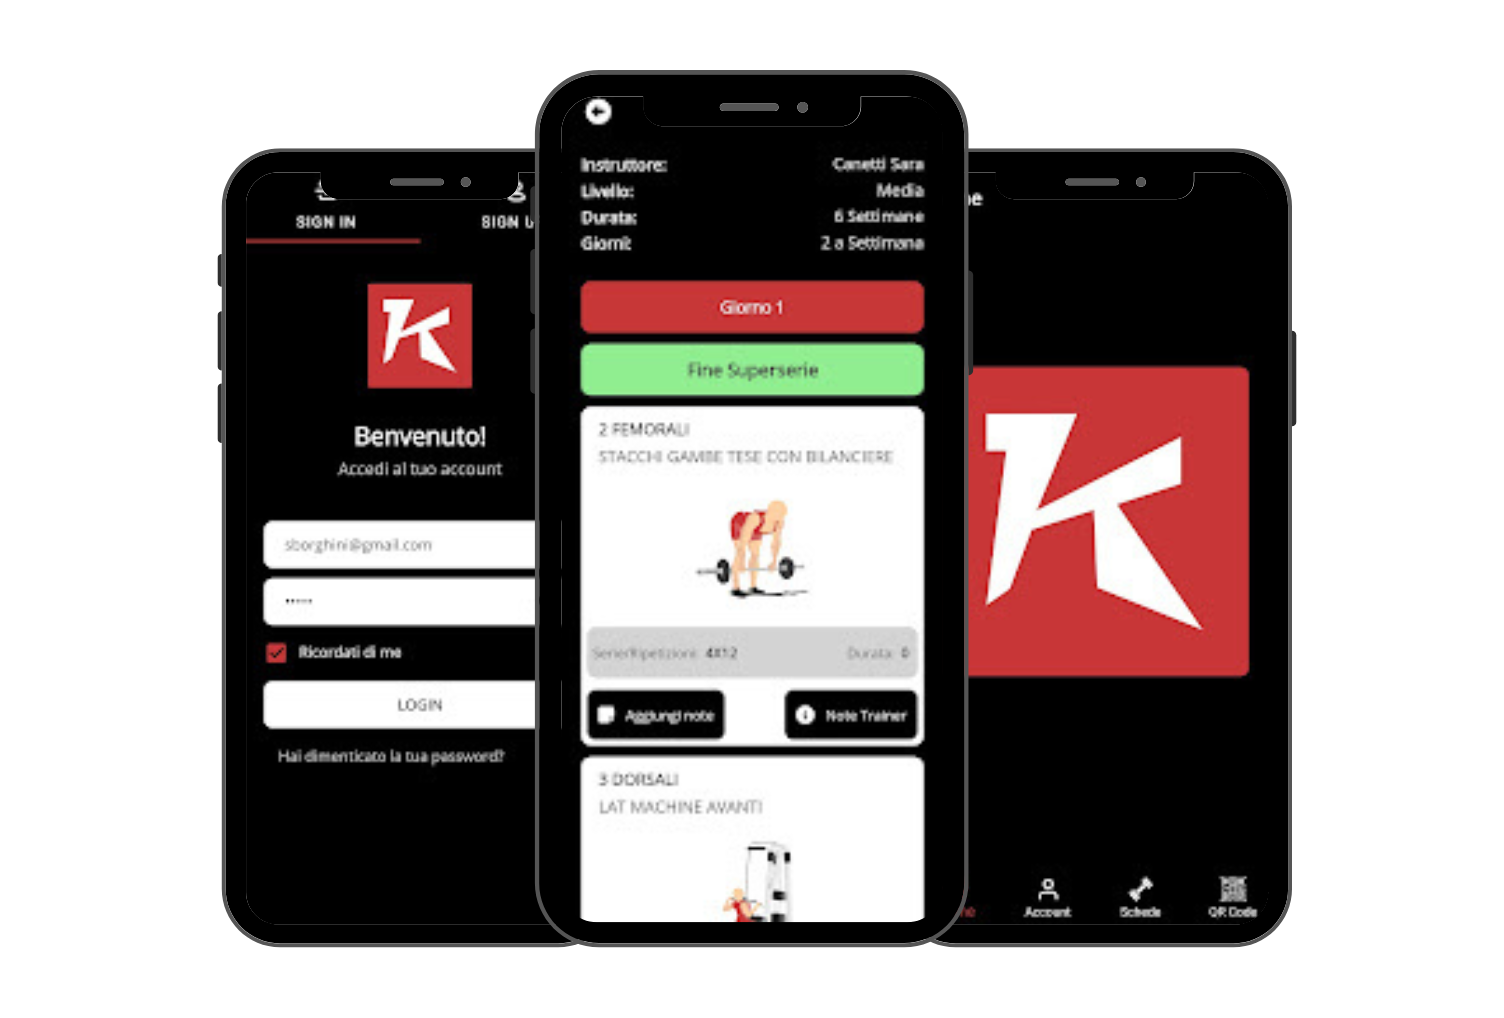 SIGN IN
SIGN U
K
Benvenuto!
Accedi al tuo account
sborghini@gmail.com
•••••
Ricordati di me
LOGIN
Hai dimenticato la tua password?
Instruttore: Canetti Sara
Livello: Media
Durata: 6 Settimane
Giorni: 2 a Settimana
Giorno 1
Fine Superserie
2 FEMORALI
STACCHI GAMBE TESE CON BILANCIERE
Serie/Ripetizioni: 4X12 Durata: 0
Aggiungi note
Note Trainer
3 DORSALI
LAT MACHINE AVANTI
K
Account
Schede
QR Code